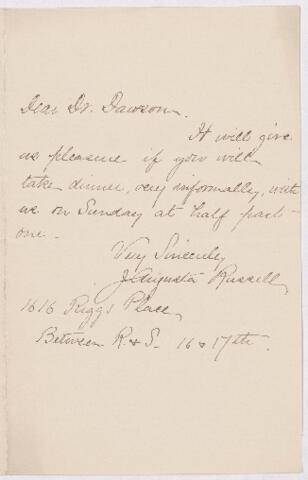 Dear Dr. Dawson.
It will give
us pleasure if you will
take dinner, very informally, with
us on Sunday at half past
one.
Very Sincerely
J. Augusta Russell
1616 Riggs Place
Between R. & S. 16 & 17th.